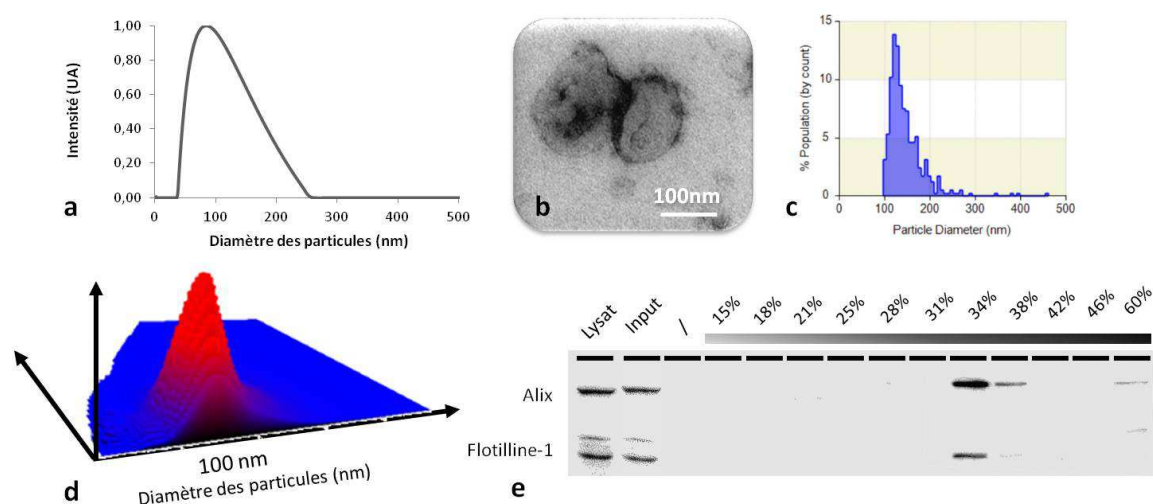 1,00
0,80
0,60
0,40
0,20
0,00
Intensité (UA)
0 100 200 300 400 500
Diamètre des particules (nm)
a
100nm
b
15
10
5
0
% Population (by count)
0 100 200 300 400 500
Particle Diameter (nm)
c
100 nm
Diamètre des particules (nm)
d
Lysat Input / 15% 18% 21% 25% 28% 31% 34% 38% 42% 46% 60%
Alix
Flotilline-1
e